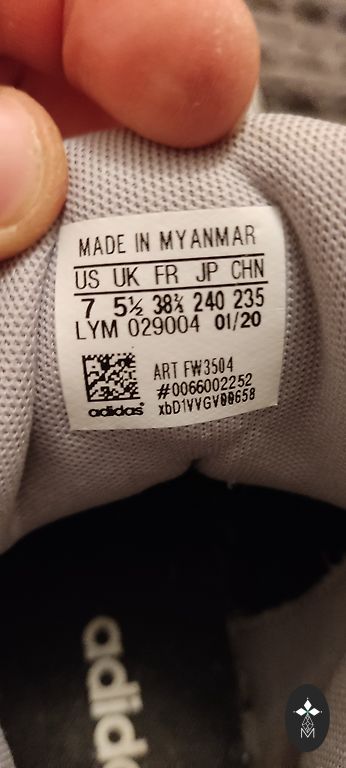 MADE IN MYANMAR
US UK FR JP CHN
7 5½ 38⅔ 240 235
LYM 029004 01/20
ART FW3504
#0066002252
adidas
adidas
M